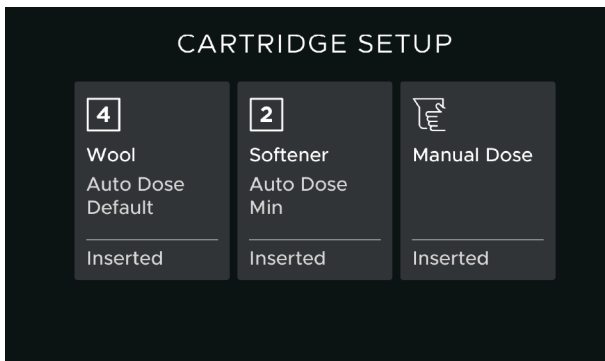 CARTRIDGE SETUP
4
Wool
Auto Dose
Default
Inserted
2
Softener
Auto Dose
Min
Inserted
Manual Dose
Inserted